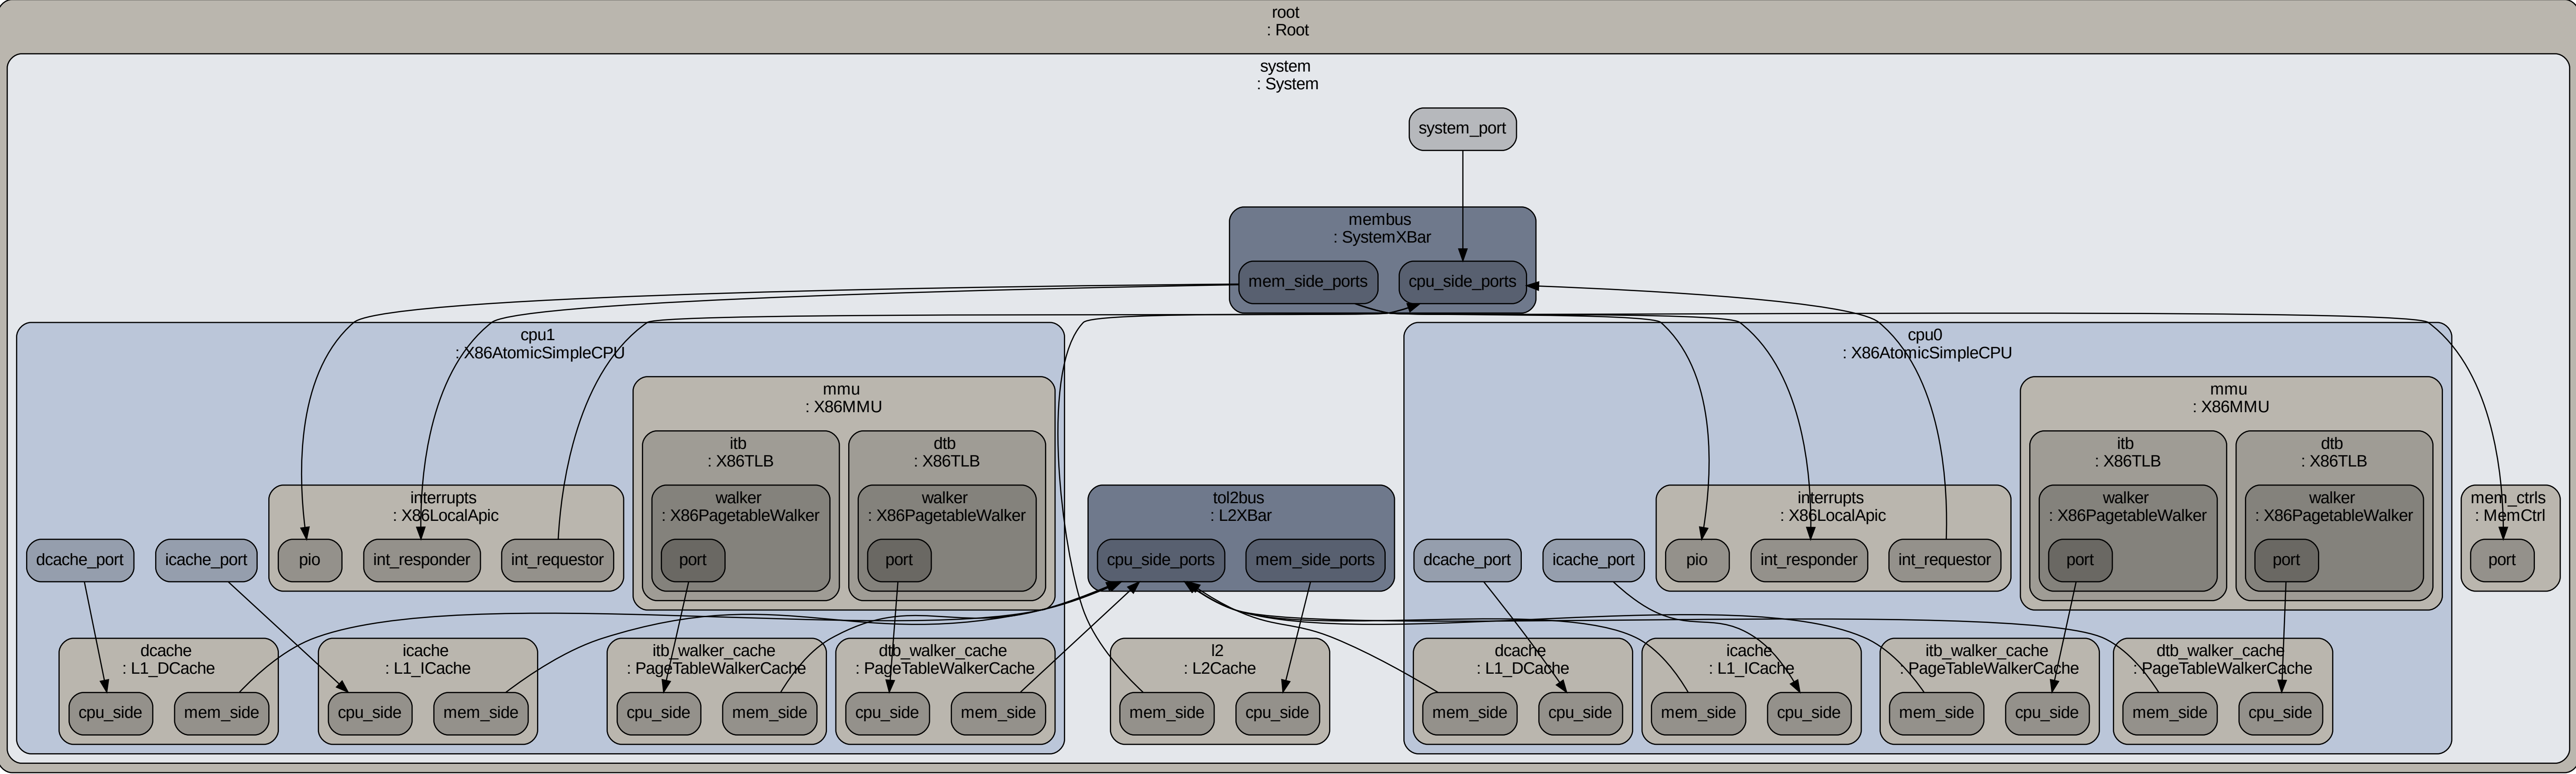 root
: Root
system
: System
system_port
membus
: SystemXBar
mem_side_ports
cpu_side_ports
cpu1
: X86AtomicSimpleCPU
mmu
: X86MMU
itb
: X86TLB
dtb
: X86TLB
interrupts
: X86LocalApic
walker
: X86PagetableWalker
walker
: X86PagetableWalker
dcache_port
icache_port
pio
int_responder
int_requestor
port
port
dcache
: L1_DCache
icache
: L1_ICache
itb_walker_cache
: PageTableWalkerCache
dtb_walker_cache
: PageTableWalkerCache
cpu_side
mem_side
cpu_side
mem_side
cpu_side
mem_side
cpu_side
mem_side
tol2bus
: L2XBar
cpu_side_ports
mem_side_ports
l2
: L2Cache
mem_side
cpu_side
cpu0
: X86AtomicSimpleCPU
mmu
: X86MMU
itb
: X86TLB
dtb
: X86TLB
interrupts
: X86LocalApic
walker
: X86PagetableWalker
walker
: X86PagetableWalker
dcache_port
icache_port
pio
int_responder
int_requestor
port
port
dcache
: L1_DCache
icache
: L1_ICache
itb_walker_cache
: PageTableWalkerCache
dtb_walker_cache
: PageTableWalkerCache
mem_side
cpu_side
mem_side
cpu_side
mem_side
cpu_side
mem_side
cpu_side
mem_ctrls
: MemCtrl
port